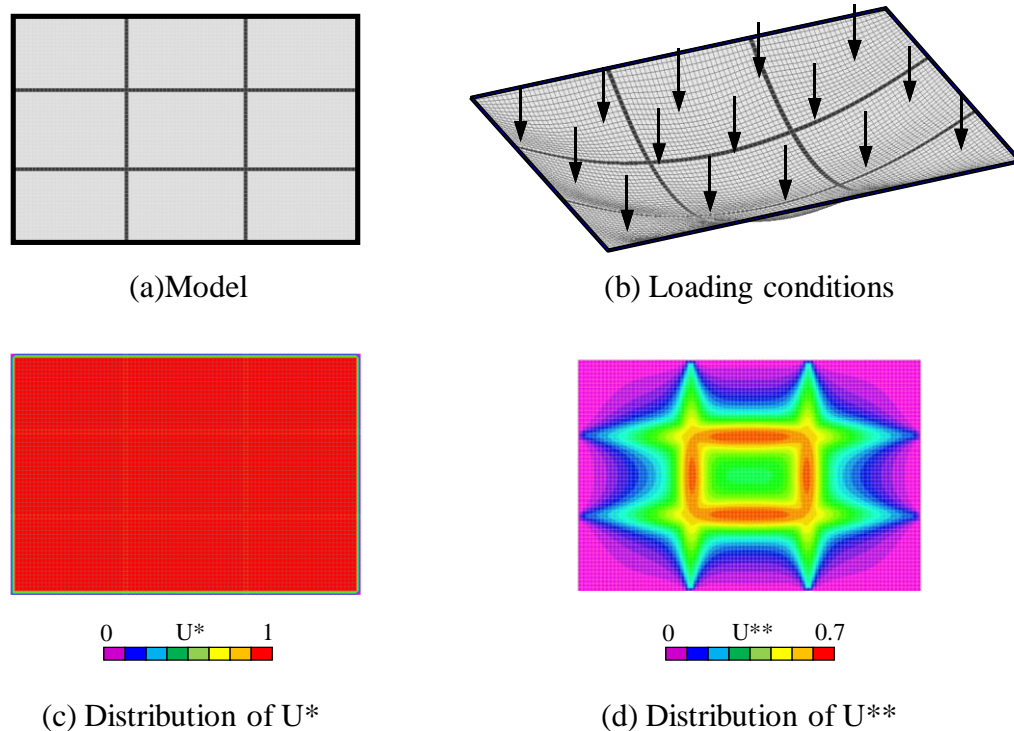 (a)Model
(b) Loading conditions
0 U* 1
0 U** 0.7
(c) Distribution of U*
(d) Distribution of U**